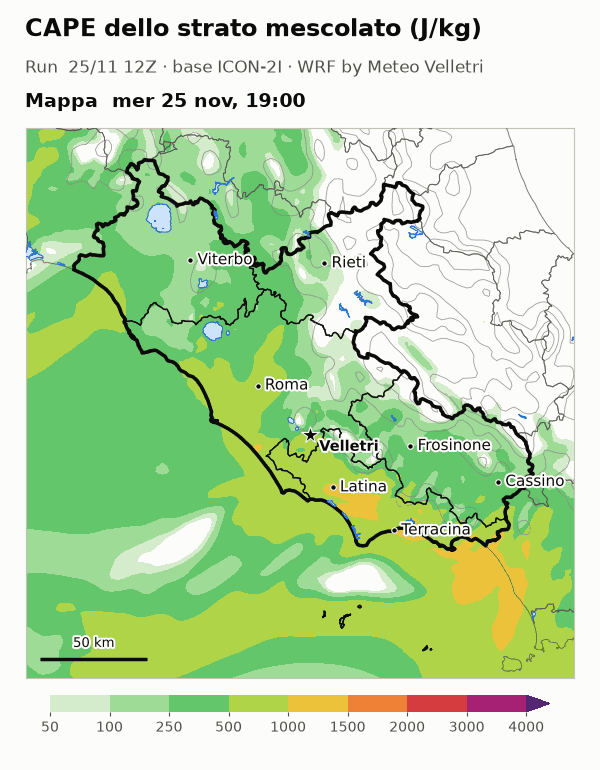 CAPE dello strato mescolato (J/kg)
Run  25/11 12Z · base ICON-2I · WRF by Meteo Velletri
Mappa  mer 25 nov, 19:00
Viterbo
Rieti
Roma
Velletri
Frosinone
Cassino
Latina
Terracina
50 km
50 100 250 500 1000 1500 2000 3000 4000